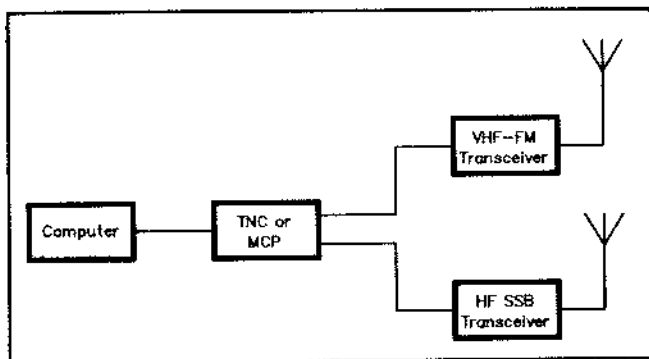 VHF-FM
Transceiver
Computer
TNC or
MCP
HF SSB
Transceiver